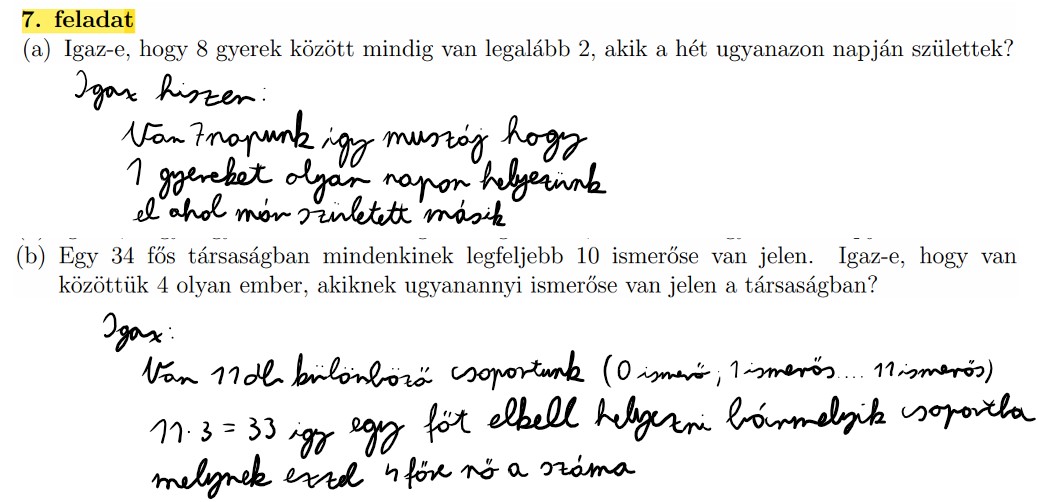 7. feladat
(a) Igaz-e, hogy 8 gyerek között mindig van legalább 2, akik a hét ugyanazon napján születtek?
Igaz hiszen:
Van 7 napunk így muszáj hogy
1 gyereket olyan napon helyezünk
el ahol már született másik
(b) Egy 34 fős társaságban mindenkinek legfeljebb 10 ismerőse van jelen. Igaz-e, hogy van
közöttük 4 olyan ember, akiknek ugyanannyi ismerőse van jelen a társaságban?
Igaz:
Van 11 db különböző csoportunk (0 ismerő, 1 ismerős... 11 ismerős)
11·3=33 így egy főt elkell helyezni bármelyik csoportba
melynek ezzel 4 főre nő a száma